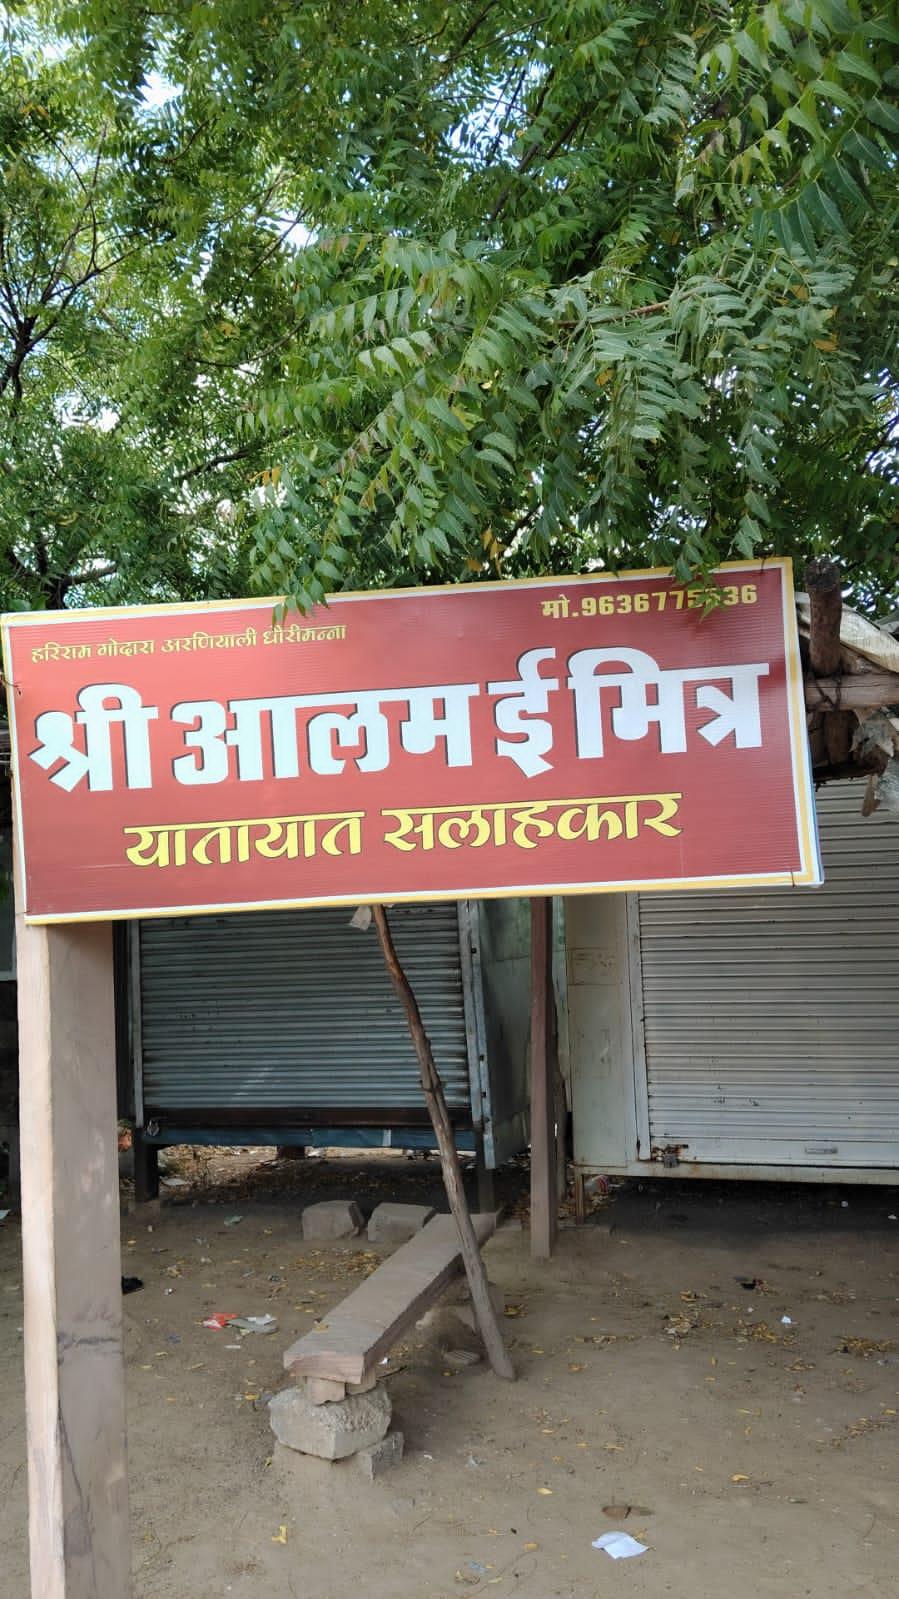 हरिराम गोदारा अरणियाली धौरीमन्ना
श्री आलम ई मित्र
यातायात सलाहकार